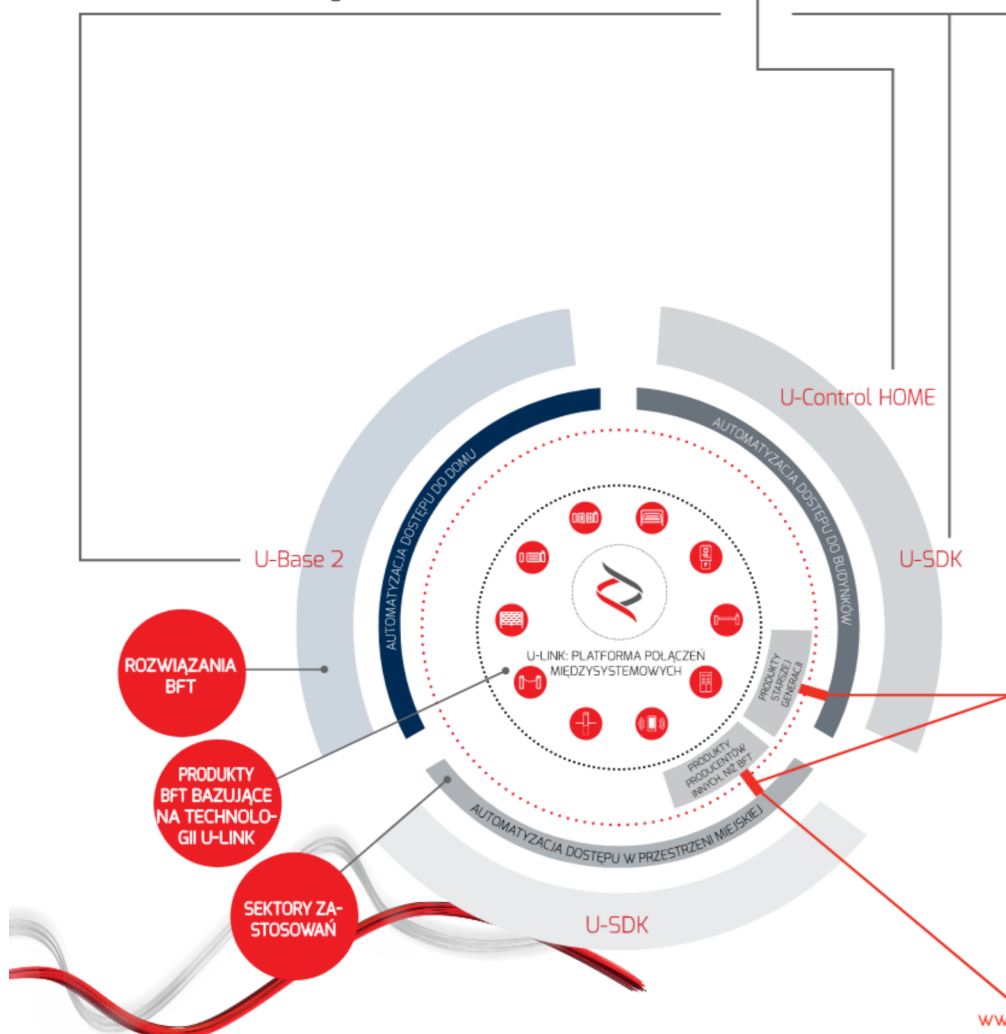 U-Control HOME
AUTOMATYZACJA DOSTĘPU DO DOMU
AUTOMATYZACJA DOSTĘPU DO BUDYNKÓW
U-Base 2
U-SDK
U-LINK: PLATFORMA POŁĄCZEŃ
MIĘDZYSYSTEMOWYCH
ROZWIĄZANIA
BFT
PRODUKTY
STARSZEJ
GENERACJI
PRODUKTY
PRODUCENTÓW
INNYCH, NIŻ BFT
PRODUKTY
BFT BAZUJĄCE
NA TECHNOLO-
GII U-LINK
AUTOMATYZACJA DOSTĘPU W PRZESTRZENI MIEJSKIEJ
SEKTORY ZA-
STOSOWAŃ
U-SDK